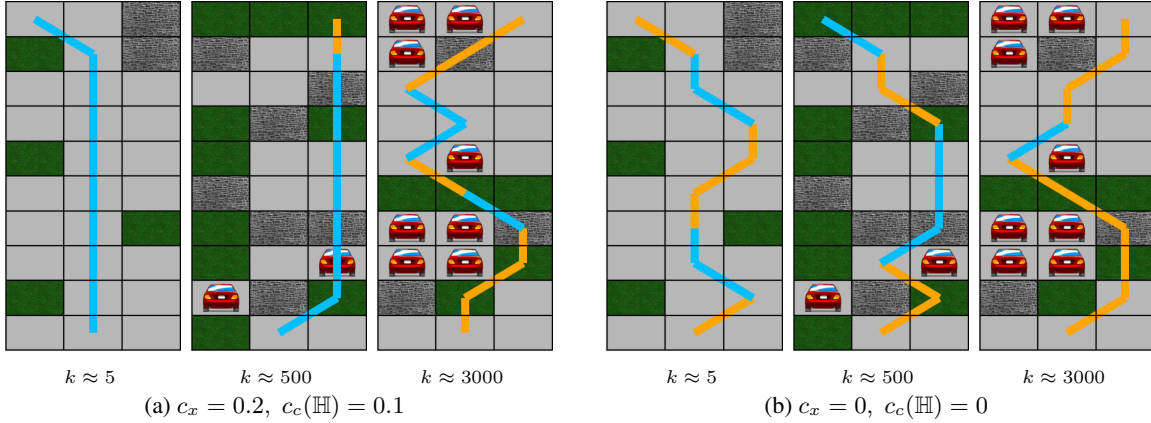 k ≈ 5 k ≈ 500 k ≈ 3000 k ≈ 5 k ≈ 500 k ≈ 3000
(a) c_x = 0.2, c_c(ℍ) = 0.1 (b) c_x = 0, c_c(ℍ) = 0